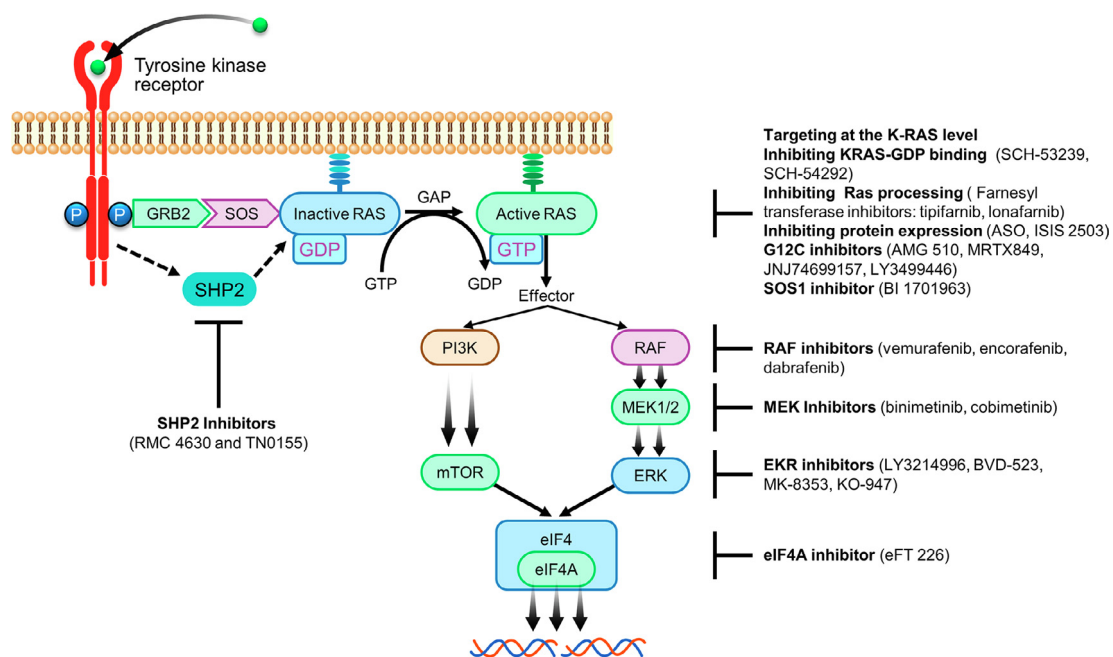 Tyrosine kinase
receptor
P
P
GRB2
SOS
Inactive RAS
GDP
GAP
GTP
GDP
Active RAS
GTP
SHP2
SHP2 Inhibitors
(RMC 4630 and TN0155)
Effector
PI3K
RAF
MEK1/2
mTOR
ERK
eIF4
eIF4A
Targeting at the K-RAS level
Inhibiting KRAS-GDP binding (SCH-53239,
SCH-54292)
Inhibiting Ras processing ( Farnesyl
transferase inhibitors: tipifarnib, lonafarnib)
Inhibiting protein expression (ASO, ISIS 2503)
G12C inhibitors (AMG 510, MRTX849,
JNJ74699157, LY3499446)
SOS1 inhibitor (BI 1701963)
RAF inhibitors (vemurafenib, encorafenib,
dabrafenib)
MEK Inhibitors (binimetinib, cobimetinib)
EKR inhibitors (LY3214996, BVD-523,
MK-8353, KO-947)
eIF4A inhibitor (eFT 226)